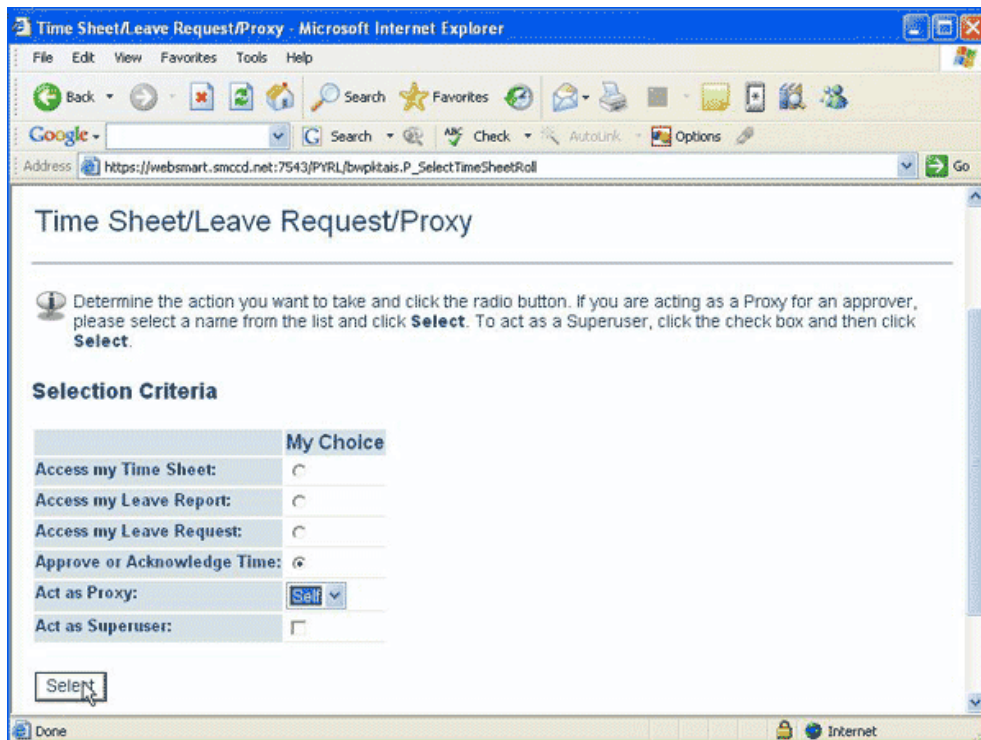 Time Sheet/Leave Request/Proxy - Microsoft Internet Explorer
File Edit View Favorites Tools Help
Back Search Favorites
Google Search ABC Check AutoLink Options
Address https://websmart.smccd.net:7543/PYRL/bwpktais.P_SelectTimeSheetRoll Go
Time Sheet/Leave Request/Proxy
Determine the action you want to take and click the radio button. If you are acting as a Proxy for an approver,
please select a name from the list and click Select. To act as a Superuser, click the check box and then click
Select.
Selection Criteria
My Choice
Access my Time Sheet:
Access my Leave Report:
Access my Leave Request:
Approve or Acknowledge Time:
Act as Proxy: Self
Act as Superuser:
Select
Done Internet